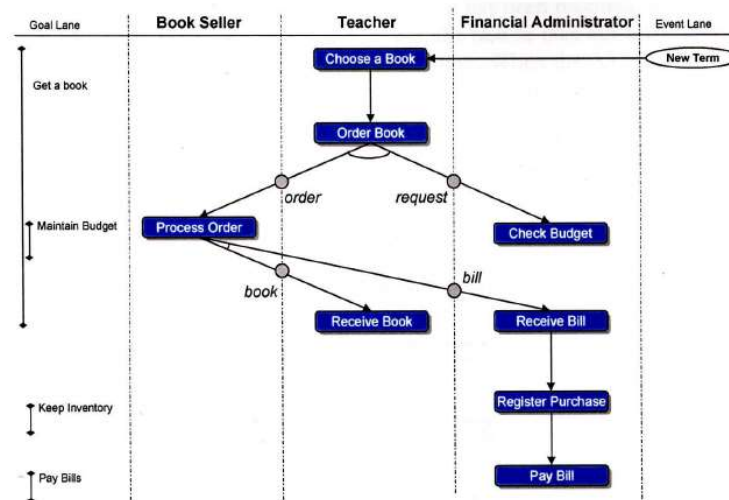 Goal Lane Book Seller Teacher Financial Administrator Event Lane
Choose a Book New Term
Get a book
Order Book
order request
Maintain Budget Process Order Check Budget
book bill
Receive Book Receive Bill
Keep Inventory Register Purchase
Pay Bills Pay Bill